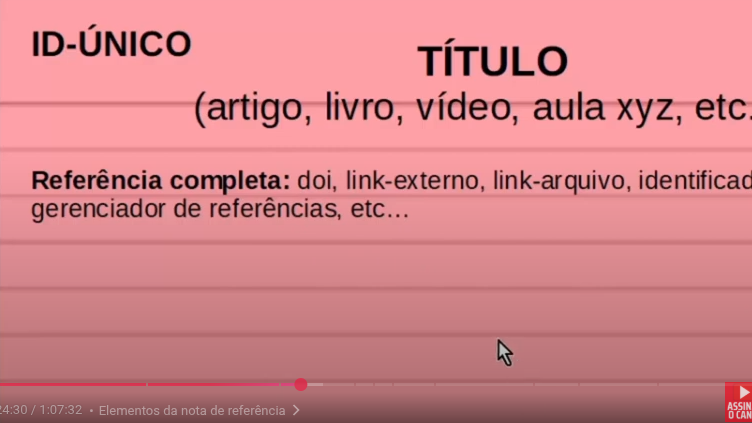 ID-ÚNICO
TÍTULO
(artigo, livro, vídeo, aula xyz, etc.
Referência completa: doi, link-externo, link-arquivo, identificad
gerenciador de referências, etc...
24:30 / 1:07:32 • Elementos da nota de referência
ASSIN
O CAN